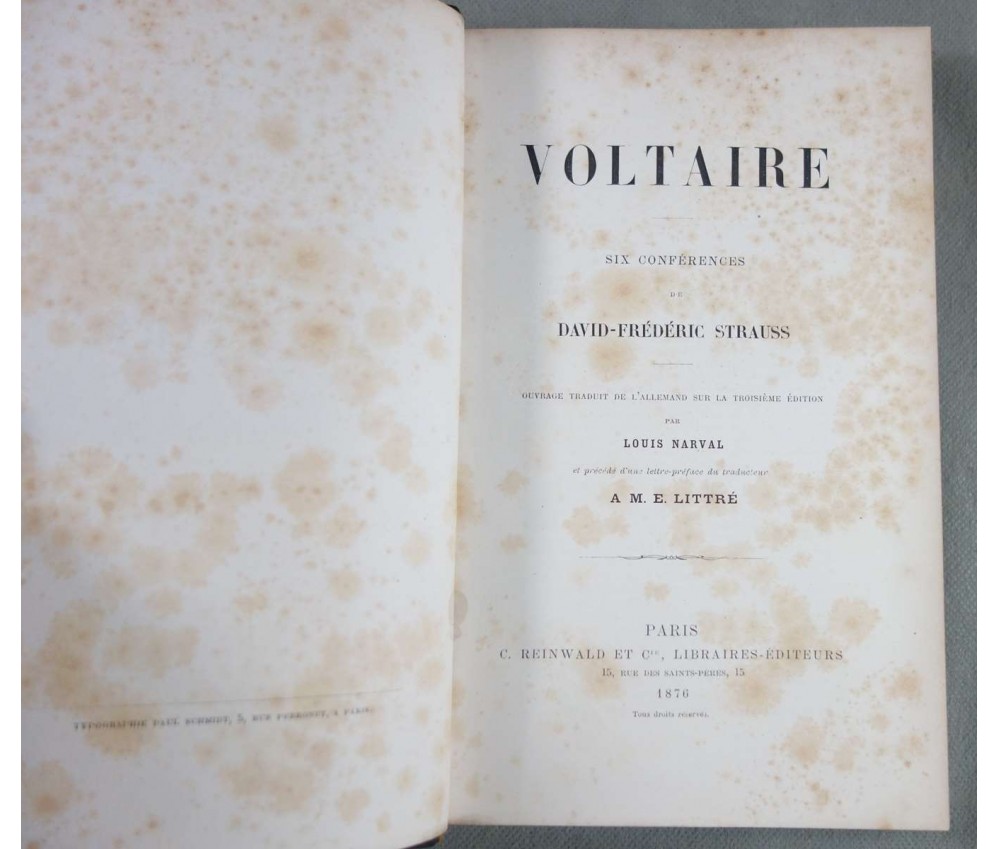 TYPOGRAPHIE PAUL SCHMIDT, 5, RUE PERRONET, A PARIS.
VOLTAIRE
SIX CONFÉRENCES
DE
DAVID-FRÉDÉRIC STRAUSS
OUVRAGE TRADUIT DE L'ALLEMAND SUR LA TROISIÈME ÉDITION
PAR
LOUIS NARVAL
et précédé d'une lettre-préface du traducteur
A M. E. LITTRÉ
PARIS
C. REINWALD ET Cie, LIBRAIRES-ÉDITEURS
15, RUE DES SAINTS-PÈRES, 15
1876
Tous droits réservés.